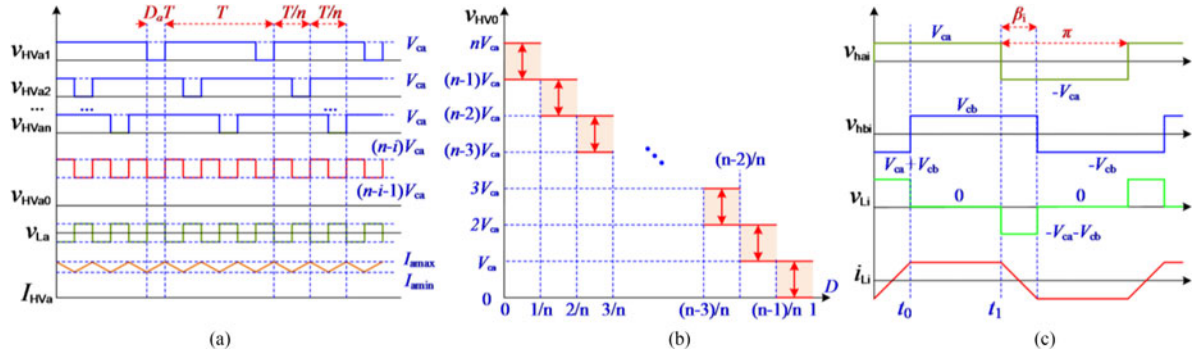 DaT T T/n T/n
vHVa1 Vca
vHVa2 Vca
... ... ...
vHVan Vca
(n-i)Vca
(n-i-1)Vca
vHVa0
vLa
Iamax
Iamin
IHVa
(a)
vHV0
nVca
(n-1)Vca
(n-2)Vca
(n-3)Vca
3Vca
2Vca
Vca
0
(n-2)/n
D
0 1/n 2/n 3/n (n-3)/n (n-1)/n 1
(b)
βi
Vca π
vhai
-Vca
Vcb
vhbi
Vca+Vcb -Vcb
vLi 0 0
-Vca-Vcb
iLi
t0 t1
(c)